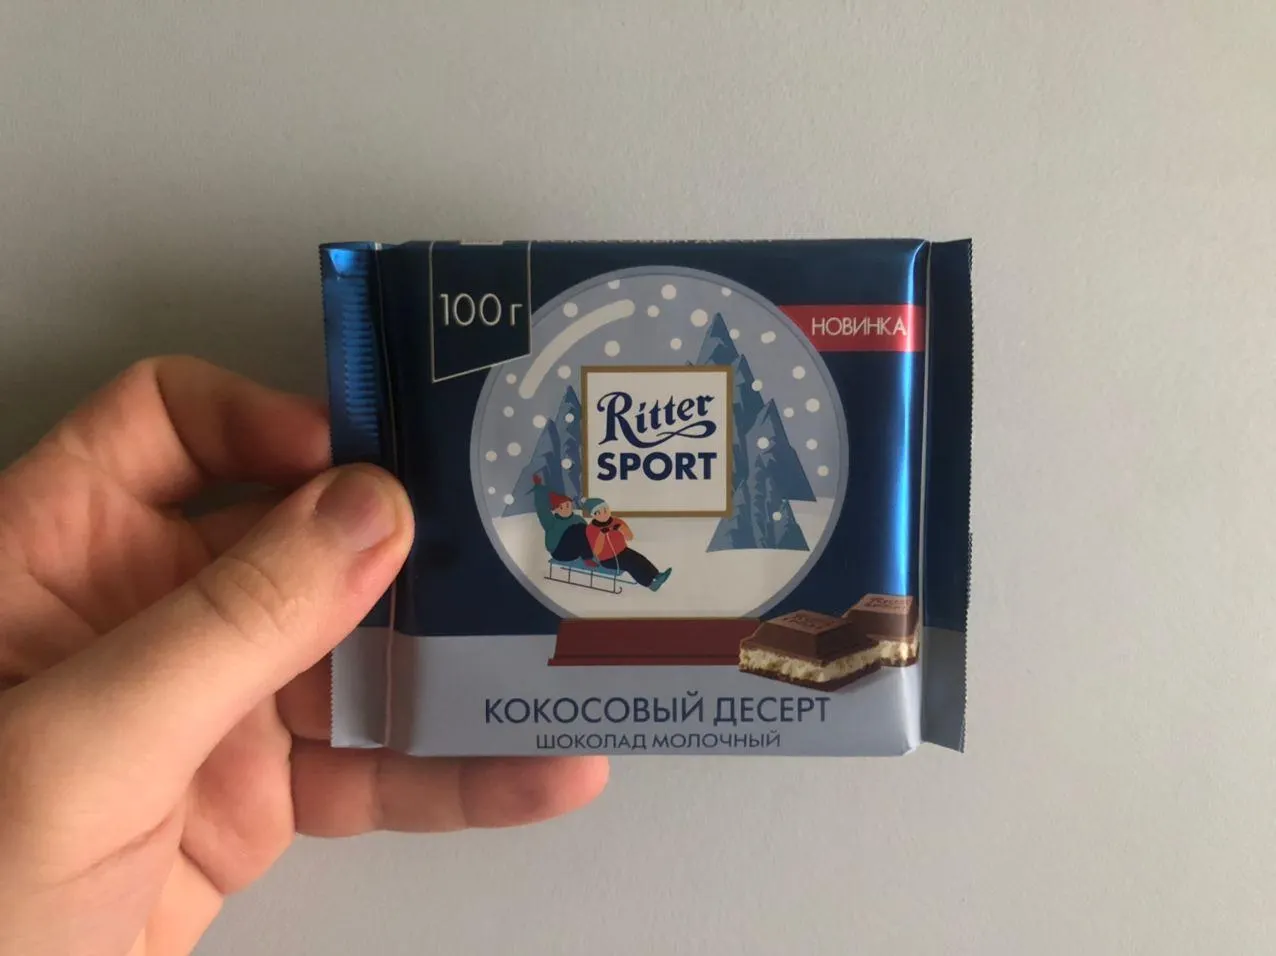 100 г
НОВИНКА
Ritter
SPORT
КОКОСОВЫЙ ДЕСЕРТ
ШОКОЛАД МОЛОЧНЫЙ